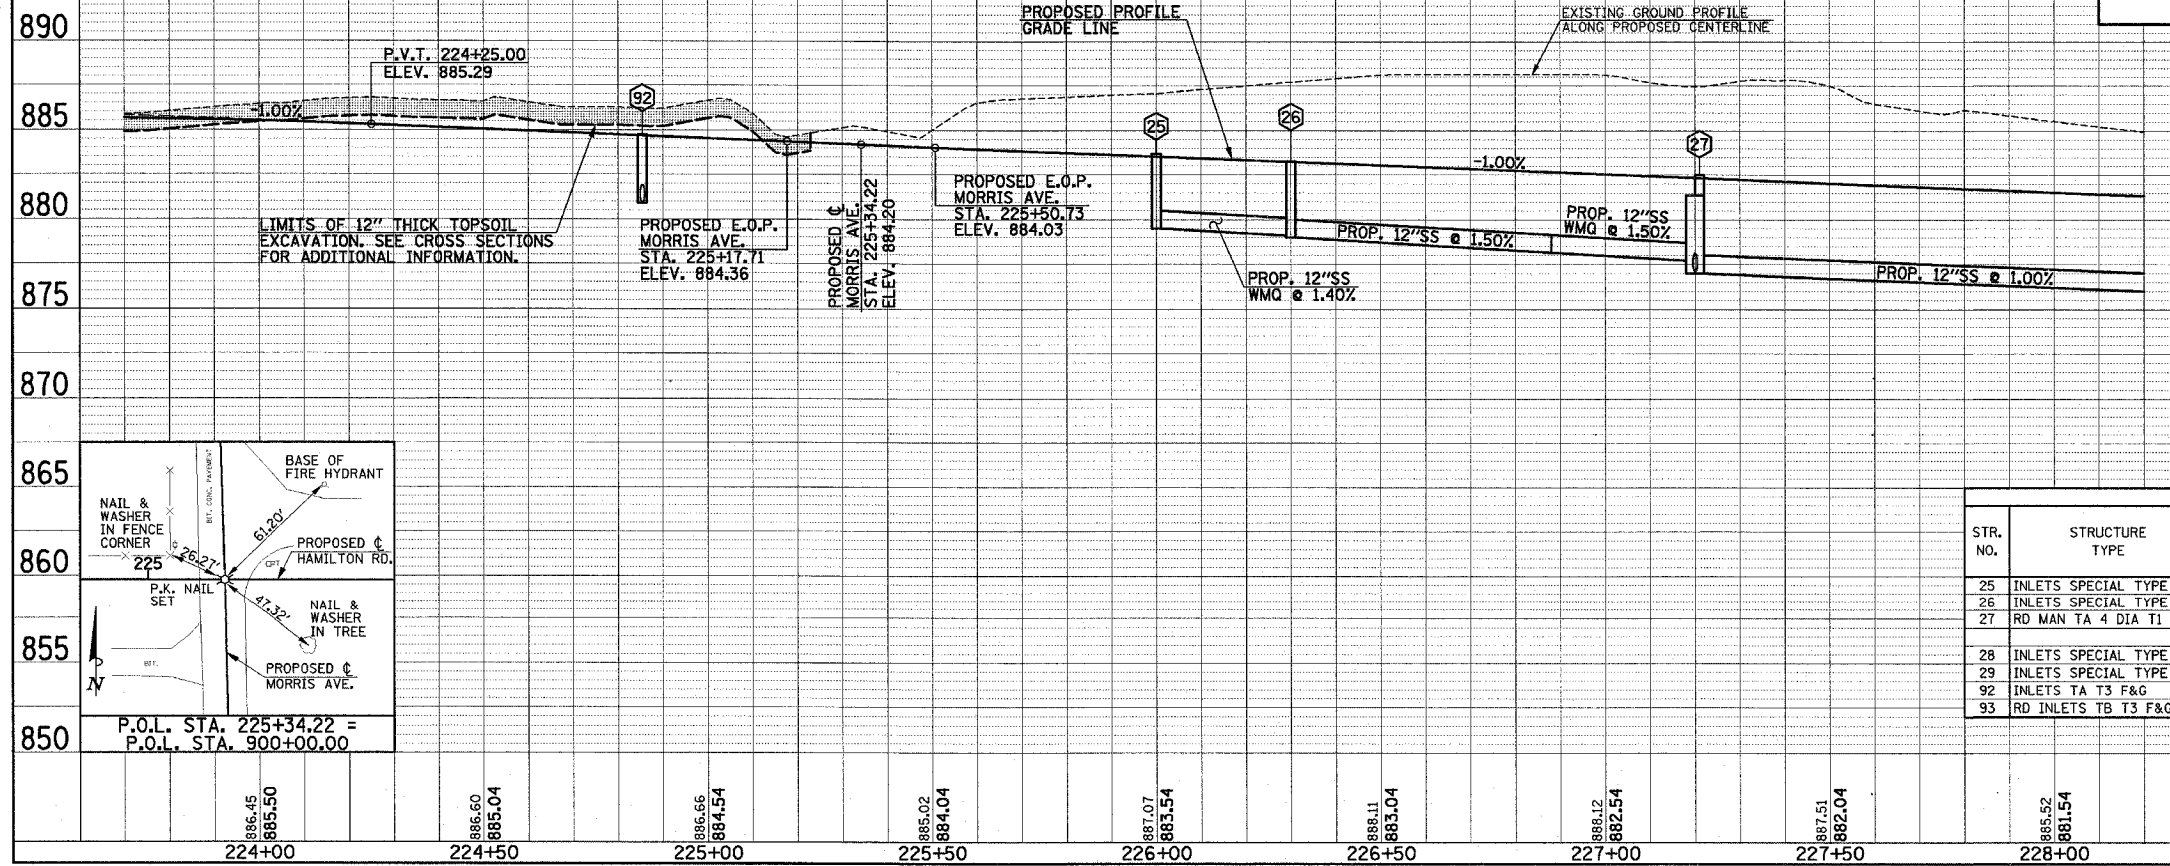 890
885
880
875
870
865
860
855
850
PROPOSED PROFILE
GRADE LINE
EXISTING GROUND PROFILE
ALONG PROPOSED CENTERLINE
P.V.T. 224+25.00
ELEV. 885.29
-1.00%
92
25
26
27
-1.00%
LIMITS OF 12" THICK TOPSOIL
EXCAVATION. SEE CROSS SECTIONS
FOR ADDITIONAL INFORMATION.
PROPOSED E.O.P.
MORRIS AVE.
STA. 225+17.71
ELEV. 884.36
PROPOSED ℄
MORRIS AVE.
STA. 225+34.22
ELEV. 884.20
PROPOSED E.O.P.
MORRIS AVE.
STA. 225+50.73
ELEV. 884.03
PROP. 12"SS
WMQ @ 1.40%
PROP. 12"SS @ 1.50%
PROP. 12"SS
WMQ @ 1.50%
PROP. 12"SS @ 1.00%
BASE OF
FIRE HYDRANT
BIT. CONC. PAVEMENT
NAIL &
WASHER
IN FENCE
CORNER
61.20'
26.27'
PROPOSED ℄
HAMILTON RD.
225
P.K. NAIL
SET
47.32'
NAIL &
WASHER
IN TREE
BIT.
N
PROPOSED ℄
MORRIS AVE.
P.O.L. STA. 225+34.22 =
P.O.L. STA. 900+00.00
STR.
NO.
STRUCTURE
TYPE
25 INLETS SPECIAL TYPE
26 INLETS SPECIAL TYPE
27 RD MAN TA 4 DIA T1
28 INLETS SPECIAL TYPE
29 INLETS SPECIAL TYPE
92 INLETS TA T3 F&G
93 RD INLETS TB T3 F&G
886.45
885.50
886.60
885.04
886.66
884.54
885.02
884.04
887.07
883.54
888.11
883.04
888.12
882.54
887.51
882.04
885.52
881.54
224+00
224+50
225+00
225+50
226+00
226+50
227+00
227+50
228+00